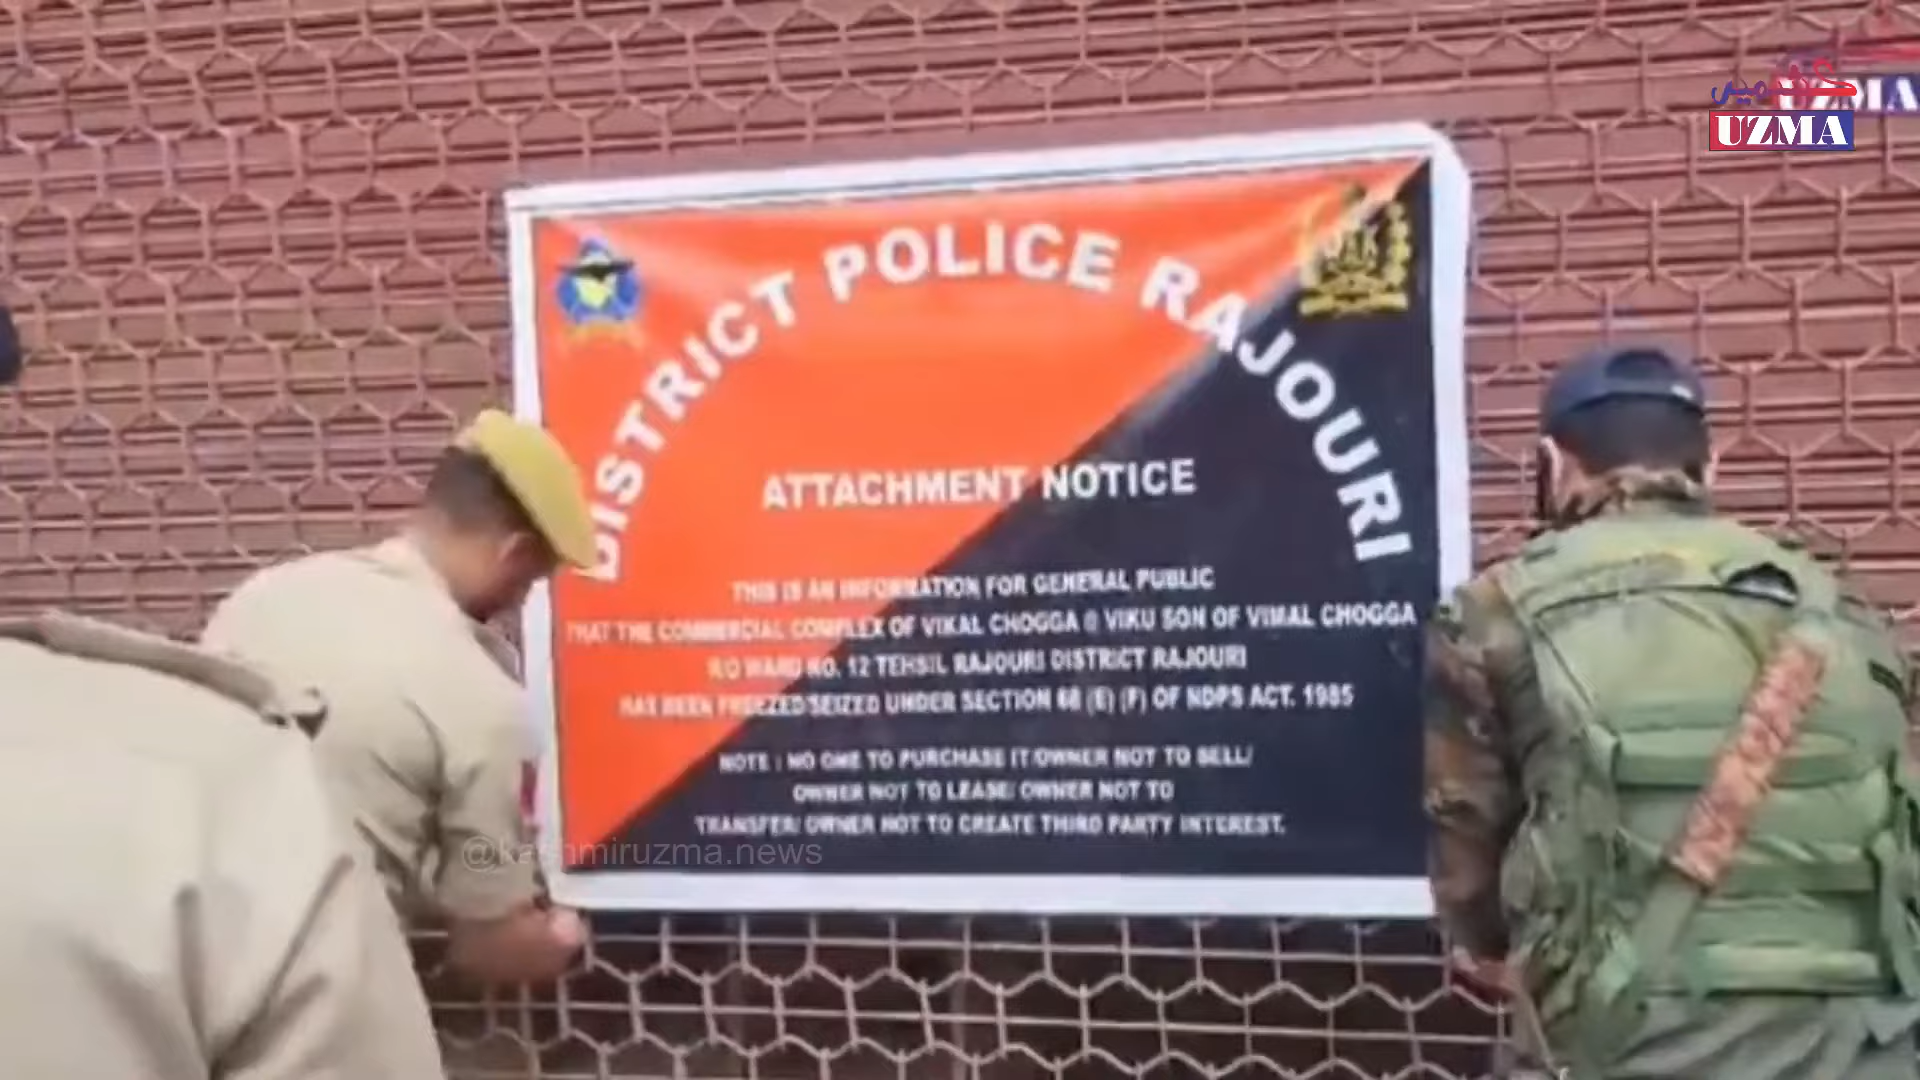 کشمیر
UZMA
UZMA
DISTRICT POLICE RAJOURI
J&K
ATTACHMENT NOTICE
THIS IS AN INFORMATION FOR GENERAL PUBLIC
THAT THE COMMERCIAL COMPLEX OF VIKAL CHOGGA @ VIKU SON OF VIMAL CHOGGA
R/O WARD NO. 12 TEHSIL RAJOURI DISTRICT RAJOURI
HAS BEEN FREEZED/SEIZED UNDER SECTION 68 (E) (F) OF NDPS ACT. 1985
NOTE : NO ONE TO PURCHASE IT/OWNER NOT TO SELL/
OWNER NOT TO LEASE/ OWNER NOT TO
TRANSFER/ OWNER NOT TO CREATE THIRD PARTY INTEREST.
@kashmiruzma.news